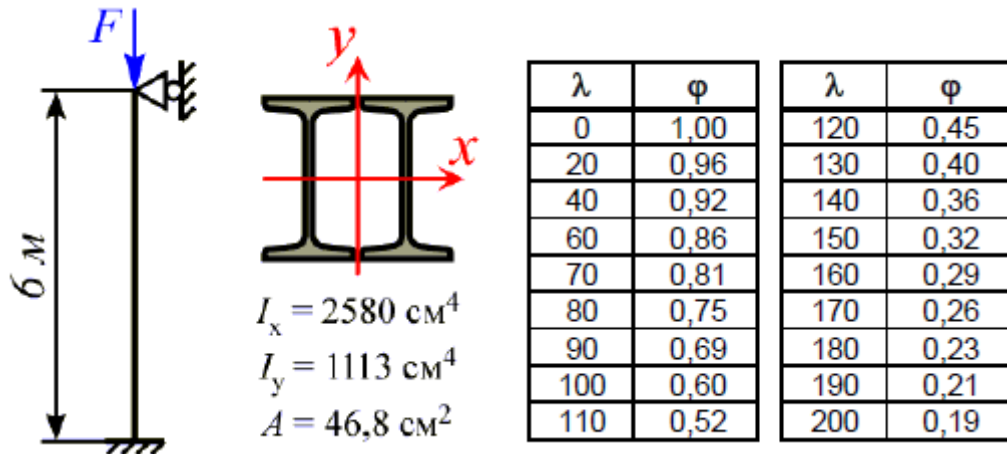 F
6 м
y
x
I_x = 2580 см⁴
I_y = 1113 см⁴
A = 46,8 см²
λ φ
0 1,00
20 0,96
40 0,92
60 0,86
70 0,81
80 0,75
90 0,69
100 0,60
110 0,52
λ φ
120 0,45
130 0,40
140 0,36
150 0,32
160 0,29
170 0,26
180 0,23
190 0,21
200 0,19